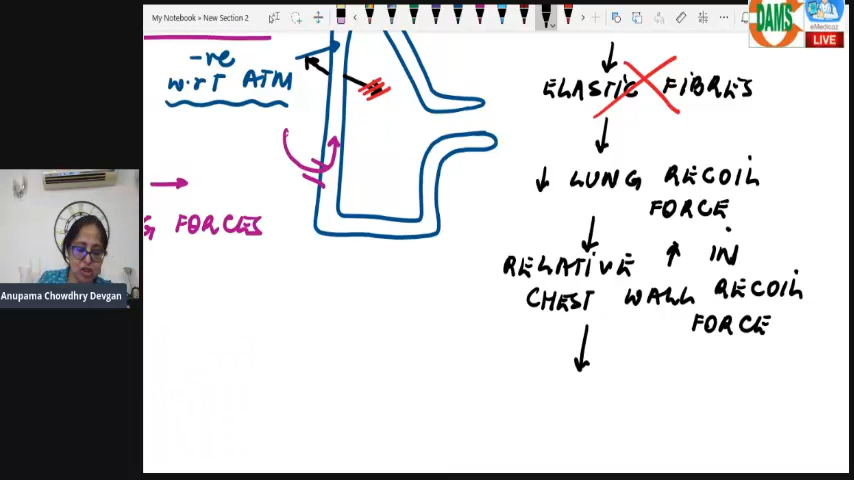 My Notebook > New Section 2
DAMS
eMedicoz
LIVE
-ve
w.r.T ATM
G FORCES
ELASTIC FIBRES
↓ LUNG RECOIL
FORCE
RELATIVE ↑ IN
CHEST WALL RECOIL
FORCE
Anupama Chowdhry Devgan